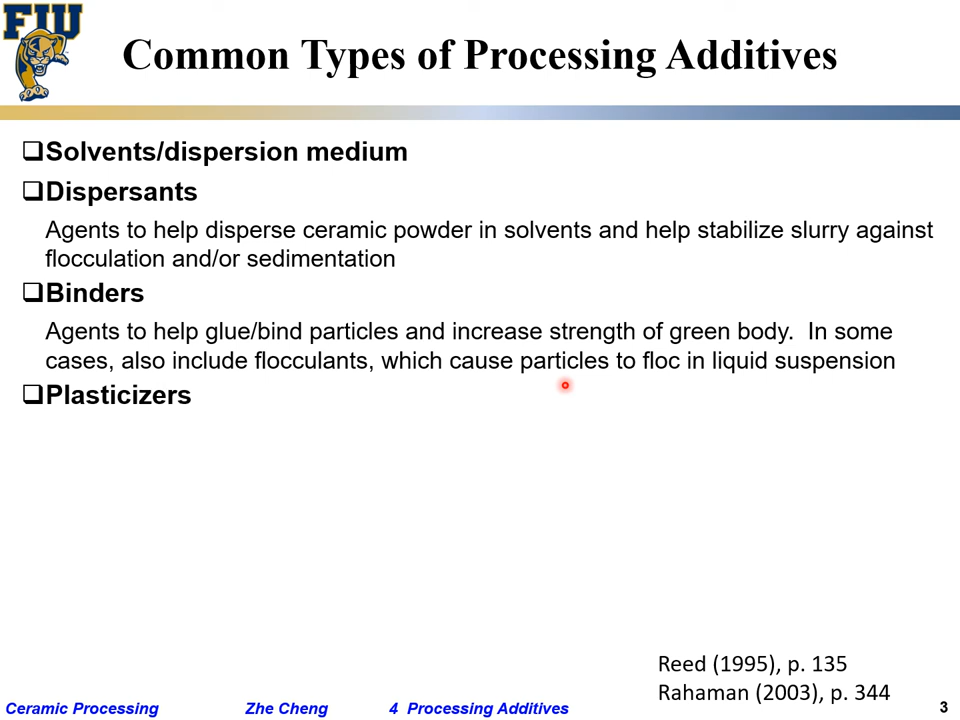 FIU
Common Types of Processing Additives
❑Solvents/dispersion medium
❑Dispersants
Agents to help disperse ceramic powder in solvents and help stabilize slurry against
flocculation and/or sedimentation
❑Binders
Agents to help glue/bind particles and increase strength of green body.  In some
cases, also include flocculants, which cause particles to floc in liquid suspension
❑Plasticizers
Reed (1995), p. 135
Rahaman (2003), p. 344
Ceramic Processing Zhe Cheng 4 Processing Additives 3